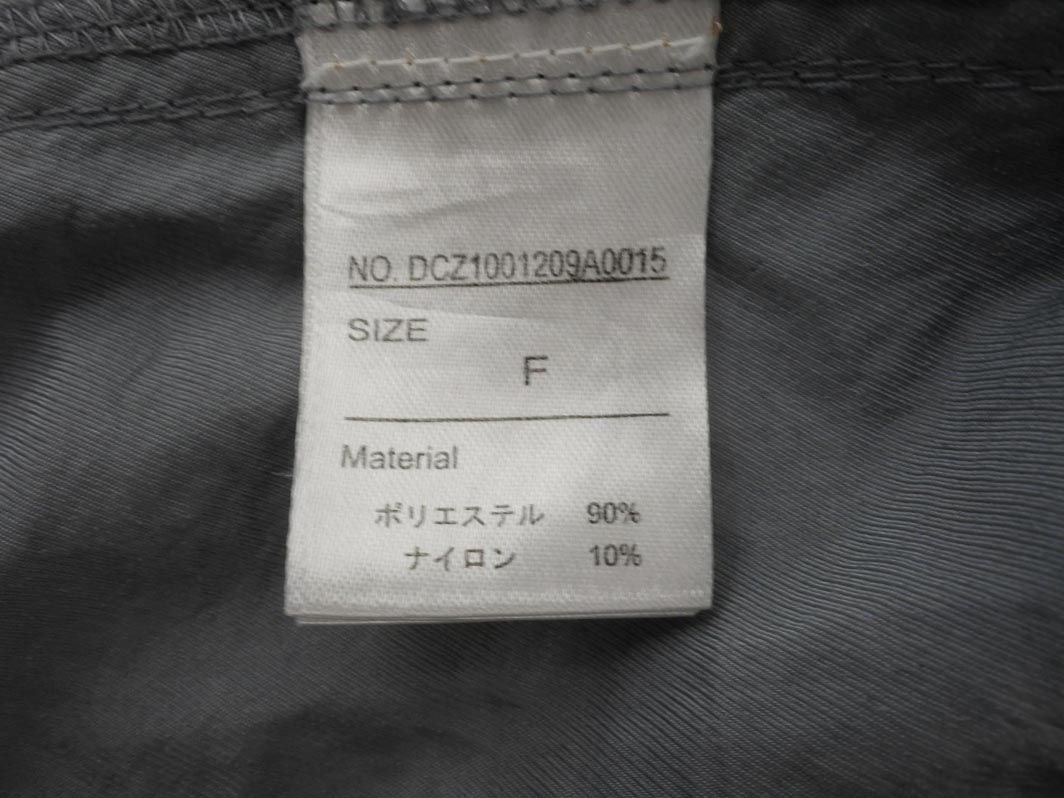 NO. DCZ1001209A0015
SIZE
F
Material
ポリエステル 90%
ナイロン 10%